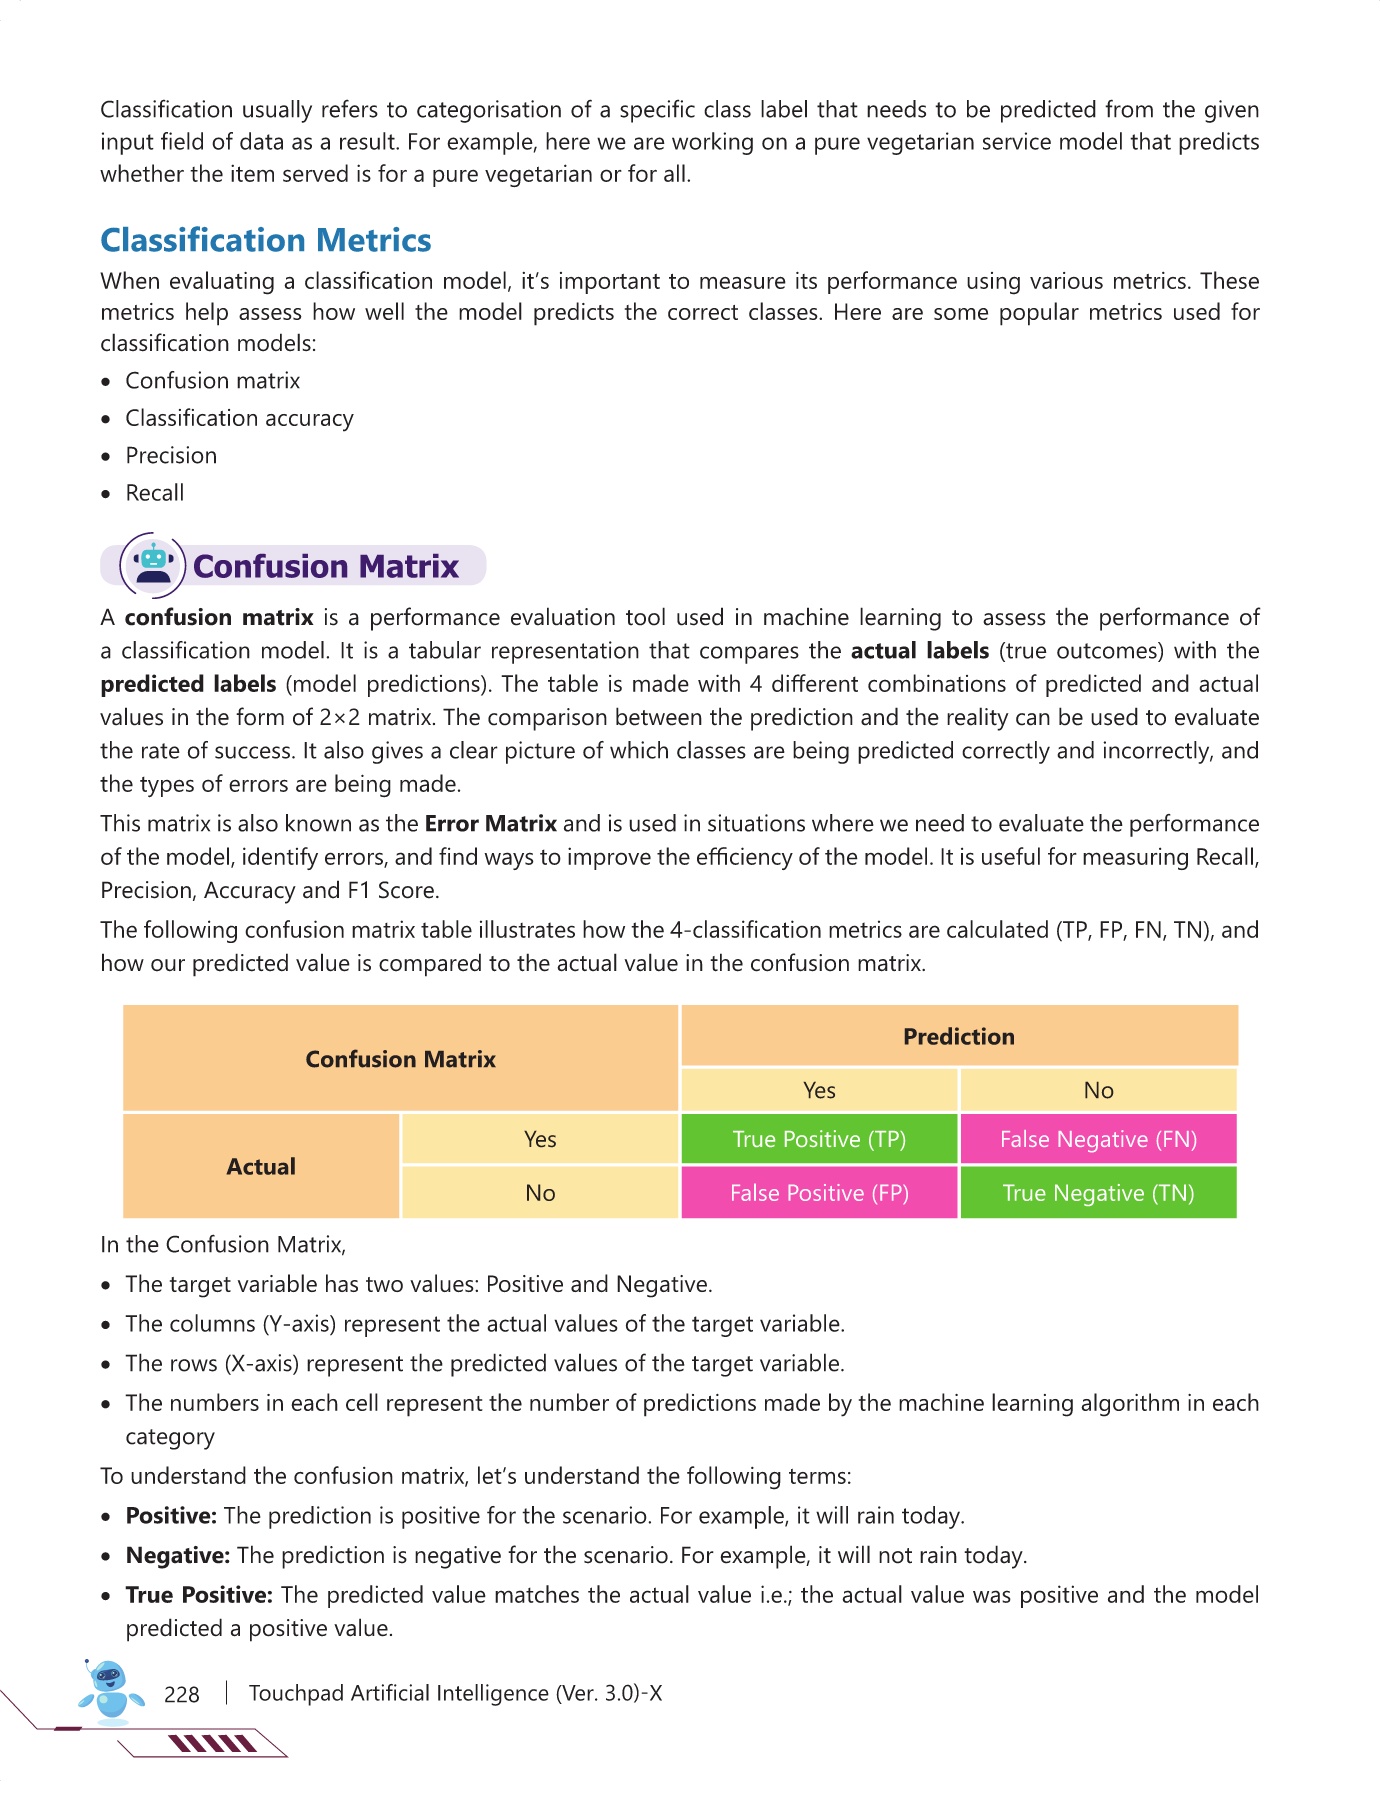 Classification usually refers to categorisation of a specific class label that needs to be predicted from the given
input field of data as a result. For example, here we are working on a pure vegetarian service model that predicts
whether the item served is for a pure vegetarian or for all.
Classification Metrics
When evaluating a classification model, it's important to measure its performance using various metrics. These
metrics help assess how well the model predicts the correct classes. Here are some popular metrics used for
classification models:
• Confusion matrix
• Classification accuracy
• Precision
• Recall
Confusion Matrix
A confusion matrix is a performance evaluation tool used in machine learning to assess the performance of
a classification model. It is a tabular representation that compares the actual labels (true outcomes) with the
predicted labels (model predictions). The table is made with 4 different combinations of predicted and actual
values in the form of 2×2 matrix. The comparison between the prediction and the reality can be used to evaluate
the rate of success. It also gives a clear picture of which classes are being predicted correctly and incorrectly, and
the types of errors are being made.
This matrix is also known as the Error Matrix and is used in situations where we need to evaluate the performance
of the model, identify errors, and find ways to improve the efficiency of the model. It is useful for measuring Recall,
Precision, Accuracy and F1 Score.
The following confusion matrix table illustrates how the 4-classification metrics are calculated (TP, FP, FN, TN), and
how our predicted value is compared to the actual value in the confusion matrix.
Confusion Matrix
Prediction
Yes No
Actual
Yes True Positive (TP) False Negative (FN)
No False Positive (FP) True Negative (TN)
In the Confusion Matrix,
• The target variable has two values: Positive and Negative.
• The columns (Y-axis) represent the actual values of the target variable.
• The rows (X-axis) represent the predicted values of the target variable.
• The numbers in each cell represent the number of predictions made by the machine learning algorithm in each
category
To understand the confusion matrix, let's understand the following terms:
• Positive: The prediction is positive for the scenario. For example, it will rain today.
• Negative: The prediction is negative for the scenario. For example, it will not rain today.
• True Positive: The predicted value matches the actual value i.e.; the actual value was positive and the model
predicted a positive value.
228 | Touchpad Artificial Intelligence (Ver. 3.0)-X